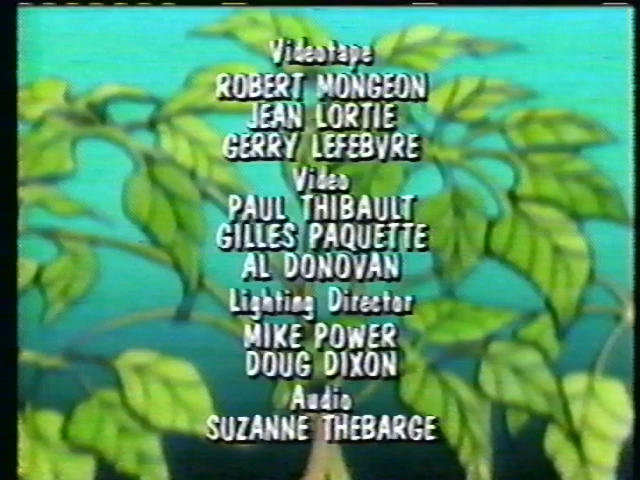 Videotape
ROBERT MONGEON
JEAN LORTIE
GERRY LEFEBVRE
Video
PAUL THIBAULT
GILLES PAQUETTE
AL DONOVAN
Lighting Director
MIKE POWER
DOUG DIXON
Audio
SUZANNE THEBARGE